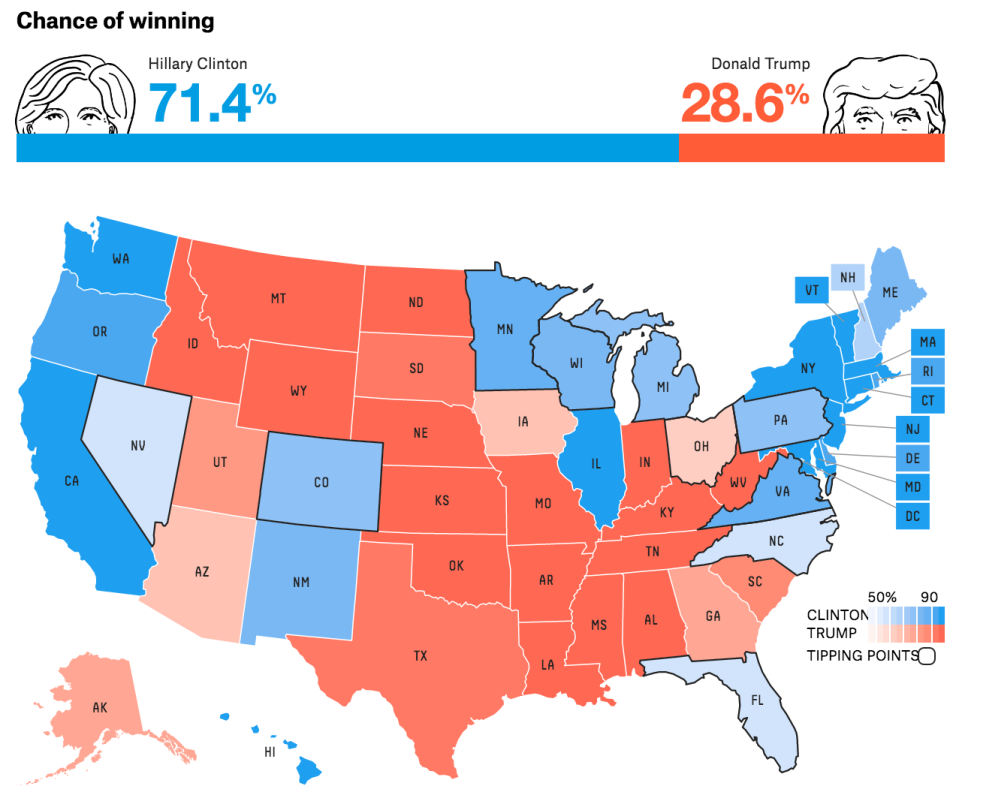 Chance of winning
Hillary Clinton
Donald Trump
71.4%
28.6%
WA
MT
ND
MN
VT
NH
ME
OR
ID
SD
WI
MI
NY
MA
RI
CT
WY
NV
UT
CO
NE
IA
IL
IN
OH
PA
NJ
DE
MD
DC
CA
KS
MO
KY
WV
VA
AZ
NM
OK
AR
TN
NC
SC
TX
LA
MS
AL
GA
FL
50% 90
CLINTON
TRUMP
TIPPING POINTS
AK
HI